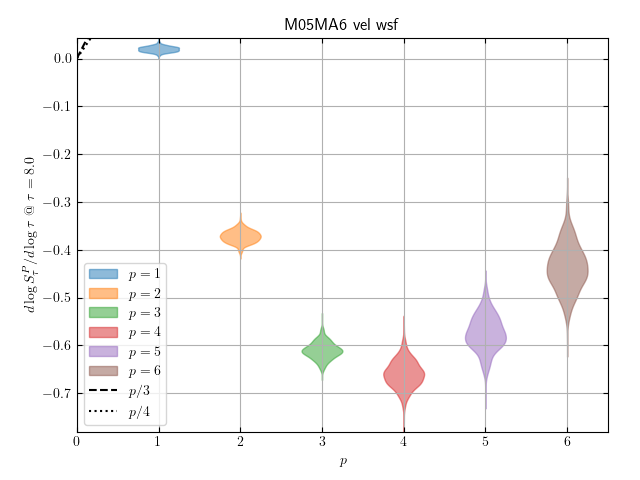 M05MA6 vel wsf
d log S_τ^P / d log τ @ τ = 8.0
0.0
−0.1
−0.2
−0.3
−0.4
−0.5
−0.6
−0.7
p = 1
p = 2
p = 3
p = 4
p = 5
p = 6
p/3
p/4
0 1 2 3 4 5 6
p